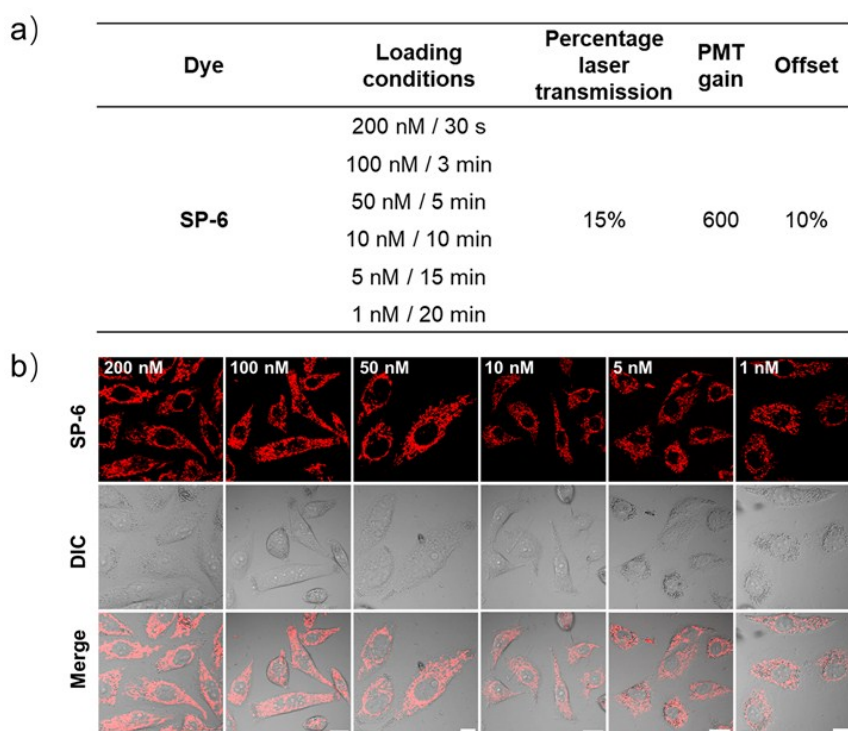 a)
Dye
Loading
conditions
Percentage
laser
transmission
PMT
gain
Offset
SP-6
200 nM / 30 s
100 nM / 3 min
50 nM / 5 min
10 nM / 10 min
5 nM / 15 min
1 nM / 20 min
15%
600
10%
b)
200 nM
100 nM
50 nM
10 nM
5 nM
1 nM
SP-6
DIC
Merge